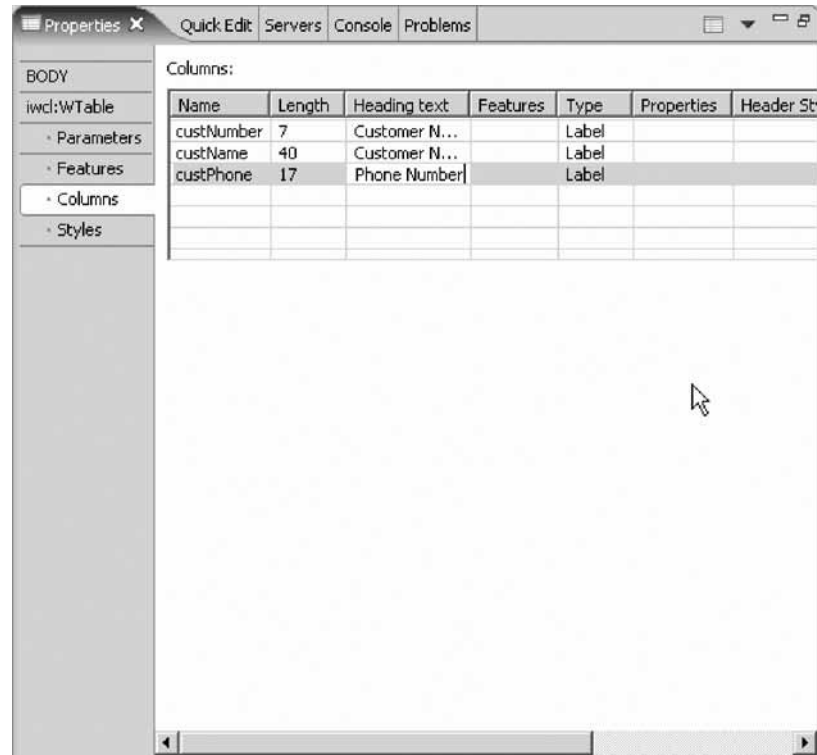 Properties Quick Edit Servers Console Problems
BODY
iwcl:WTable
Parameters
Features
Columns
Styles
Columns:
Name Length Heading text Features Type Properties Header St
custNumber 7 Customer N... Label
custName 40 Customer N... Label
custPhone 17 Phone Number Label